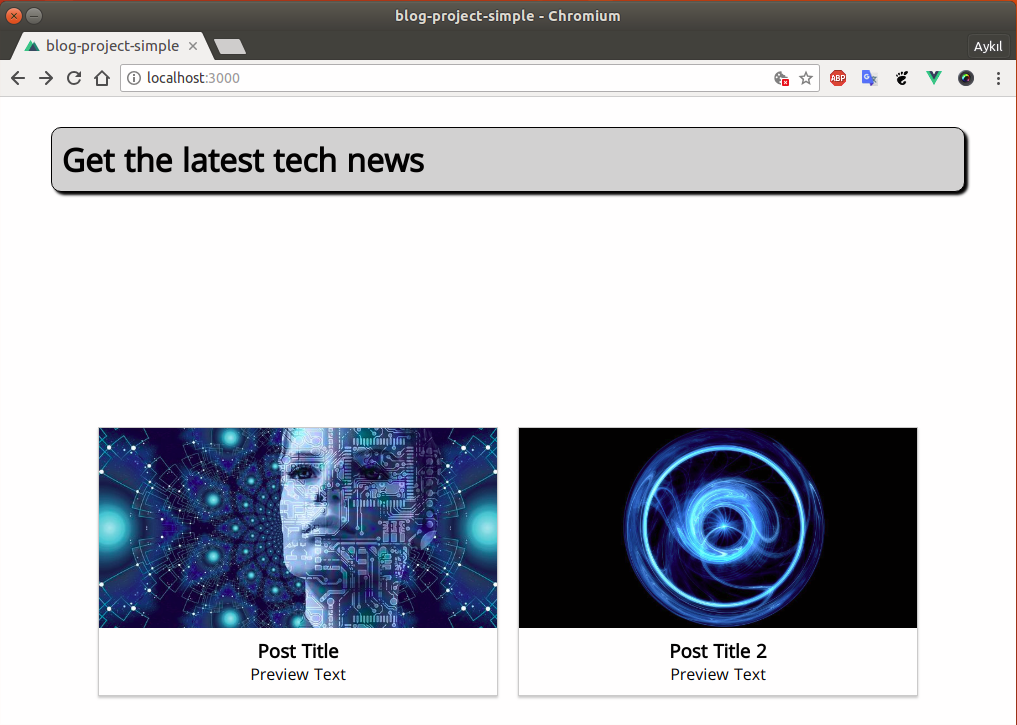 blog-project-simple - Chromium
blog-project-simple
Aykıl
localhost:3000
ABP
G
Get the latest tech news
Post Title
Preview Text
Post Title 2
Preview Text